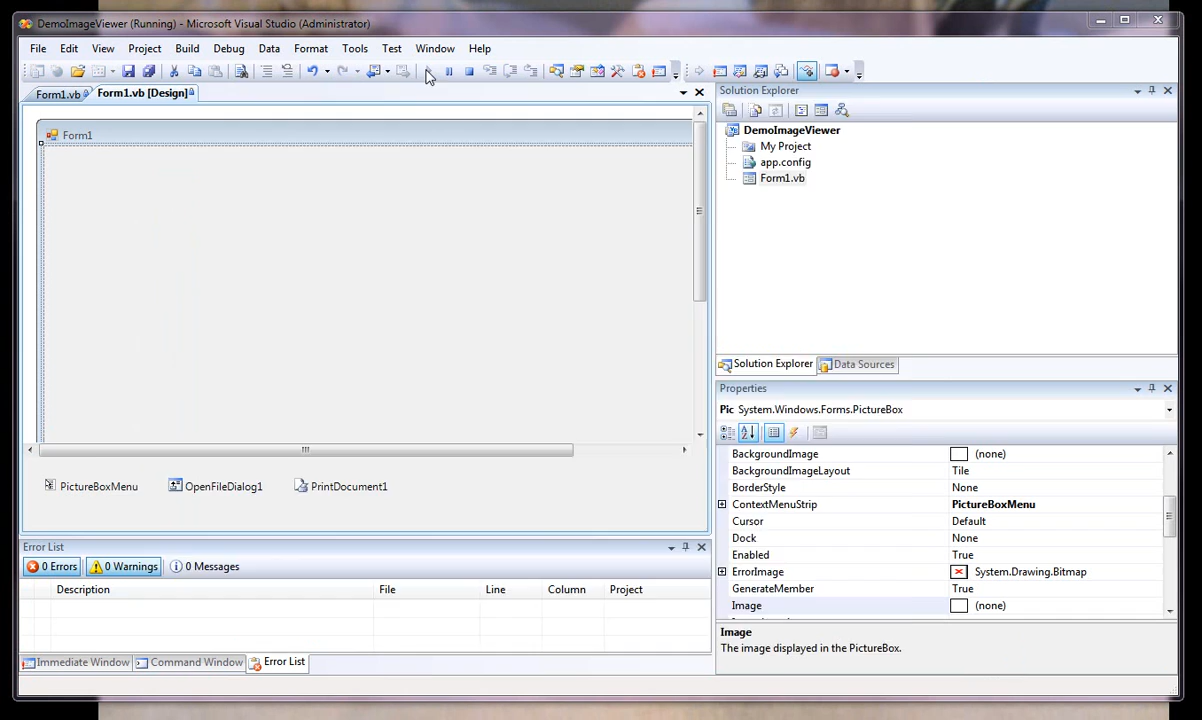 DemoImageViewer (Running) - Microsoft Visual Studio (Administrator)
File Edit View Project Build Debug Data Format Tools Test Window Help
Form1.vb Form1.vb [Design]
Form1
PictureBoxMenu OpenFileDialog1 PrintDocument1
Error List
0 Errors 0 Warnings 0 Messages
Description File Line Column Project
Immediate Window Command Window Error List
Solution Explorer
DemoImageViewer
My Project
app.config
Form1.vb
Solution Explorer Data Sources
Properties
Pic System.Windows.Forms.PictureBox
BackgroundImage (none)
BackgroundImageLayout Tile
BorderStyle None
ContextMenuStrip PictureBoxMenu
Cursor Default
Dock None
Enabled True
ErrorImage System.Drawing.Bitmap
GenerateMember True
Image (none)
Image
The image displayed in the PictureBox.